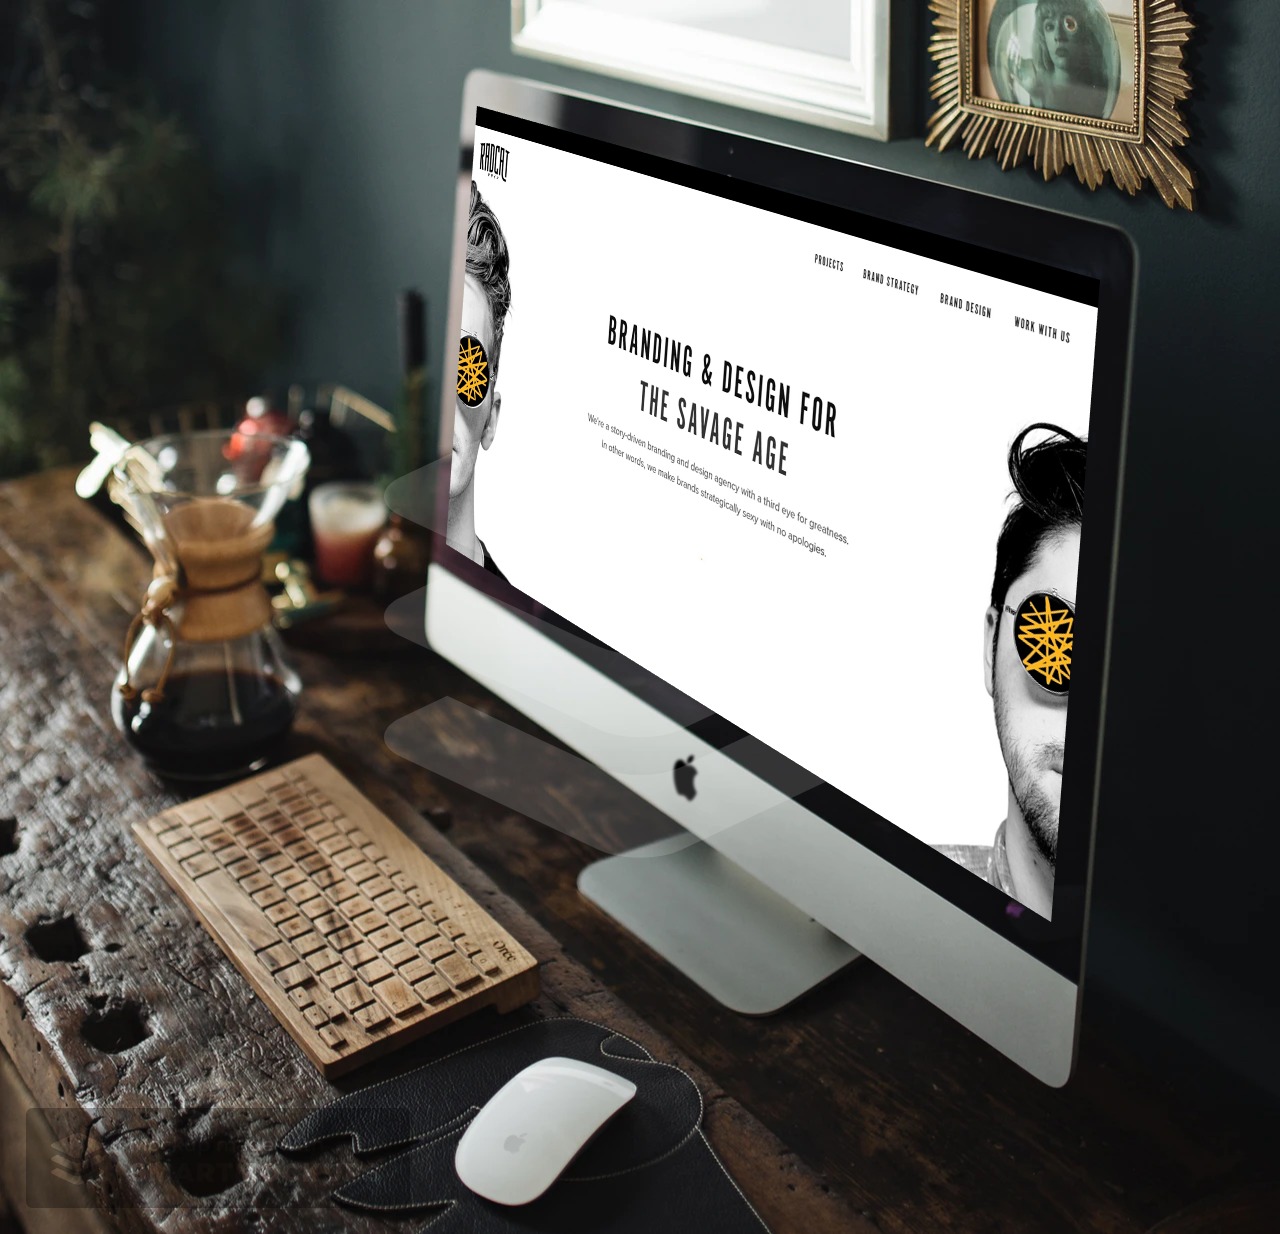 RADCAT
PROJECTS
BRAND STRATEGY
BRAND DESIGN
WORK WITH US
BRANDING & DESIGN FOR
THE SAVAGE AGE
We're a story-driven branding and design agency with a third eye for greatness.
In other words, we make brands strategically sexy with no apologies.
Orée